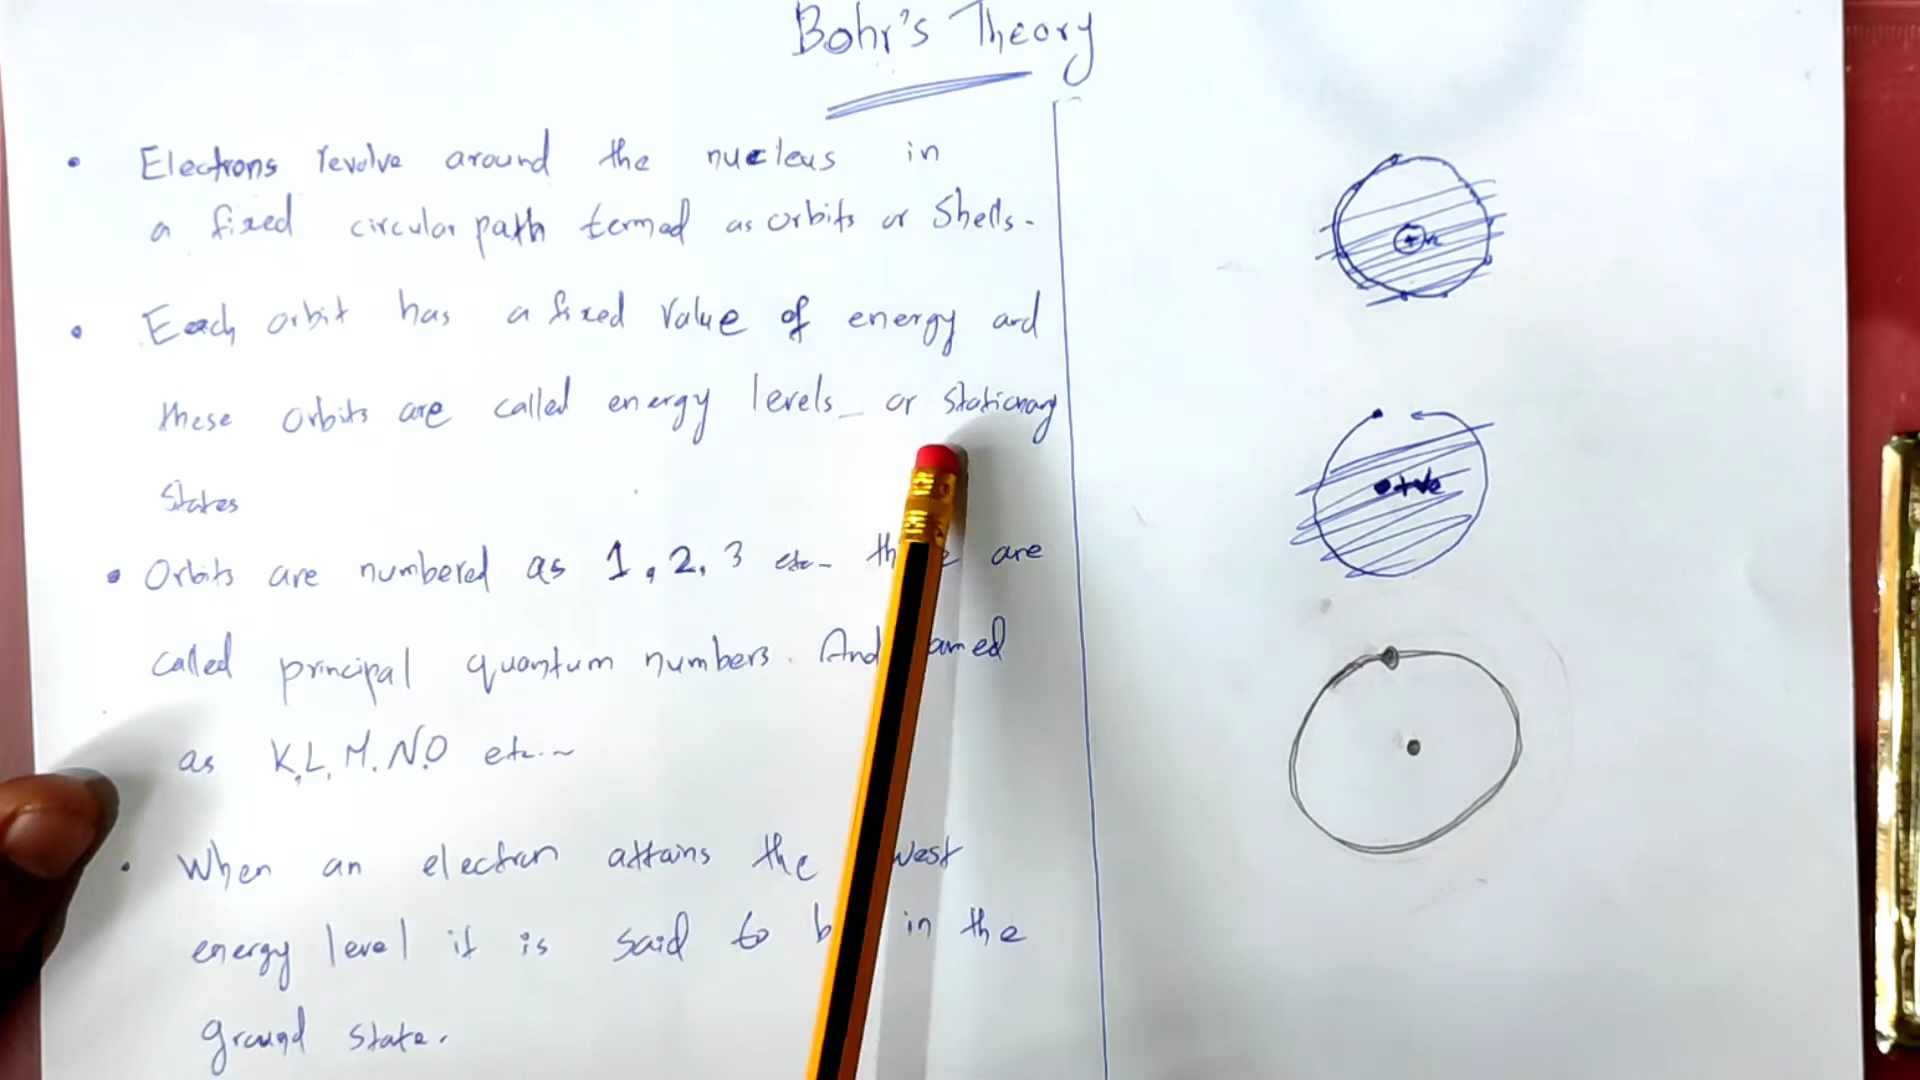 Bohr's Theory
• Electrons revolve around the nucleus in
a fixed circular path termed as orbits or Shells.
• Each orbit has a fixed value of energy and
these orbits are called energy levels or stationary
States
• Orbits are numbered as 1, 2, 3 etc- are
called principal quantum numbers. And
as K, L, M, N, O etc..
• When an electron attains the
energy level it is said to in the
ground state.
+ve